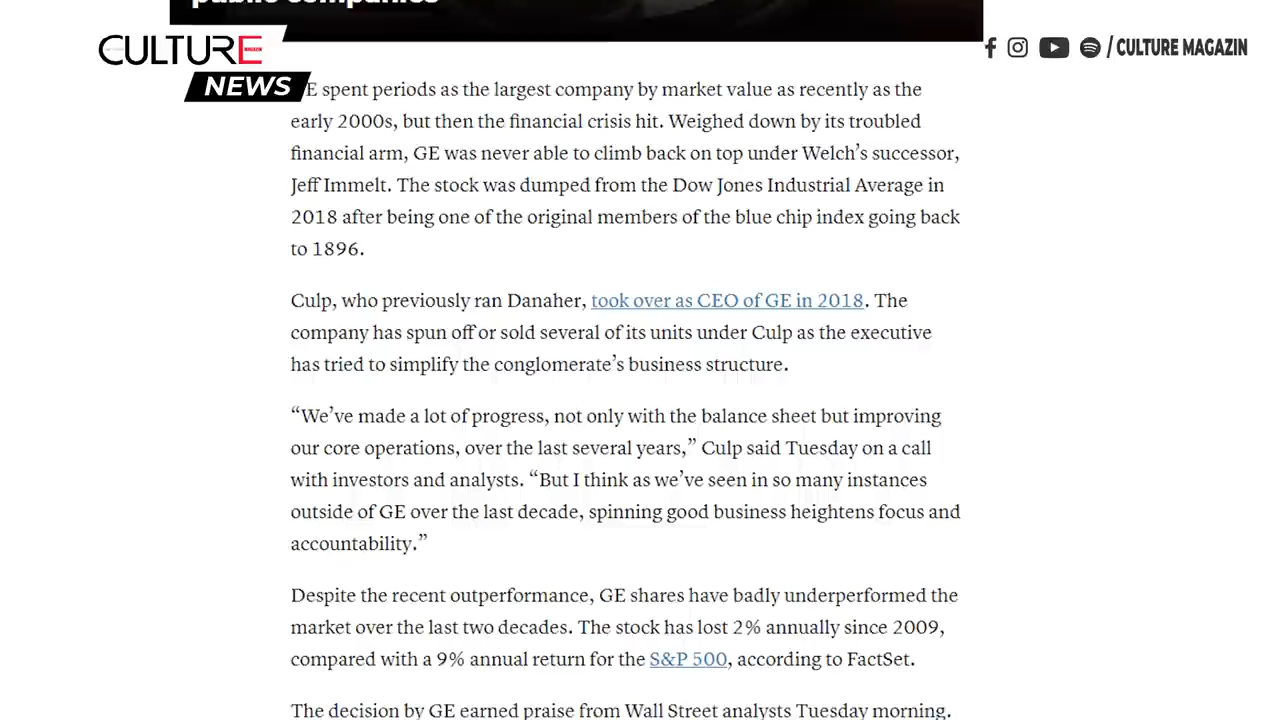 public companies
CULTURE
NEWS
/ CULTURE MAGAZIN
E spent periods as the largest company by market value as recently as the
early 2000s, but then the financial crisis hit. Weighed down by its troubled
financial arm, GE was never able to climb back on top under Welch’s successor,
Jeff Immelt. The stock was dumped from the Dow Jones Industrial Average in
2018 after being one of the original members of the blue chip index going back
to 1896.
Culp, who previously ran Danaher, took over as CEO of GE in 2018. The
company has spun off or sold several of its units under Culp as the executive
has tried to simplify the conglomerate’s business structure.
“We’ve made a lot of progress, not only with the balance sheet but improving
our core operations, over the last several years,” Culp said Tuesday on a call
with investors and analysts. “But I think as we’ve seen in so many instances
outside of GE over the last decade, spinning good business heightens focus and
accountability.”
Despite the recent outperformance, GE shares have badly underperformed the
market over the last two decades. The stock has lost 2% annually since 2009,
compared with a 9% annual return for the S&P 500, according to FactSet.
The decision by GE earned praise from Wall Street analysts Tuesday morning.